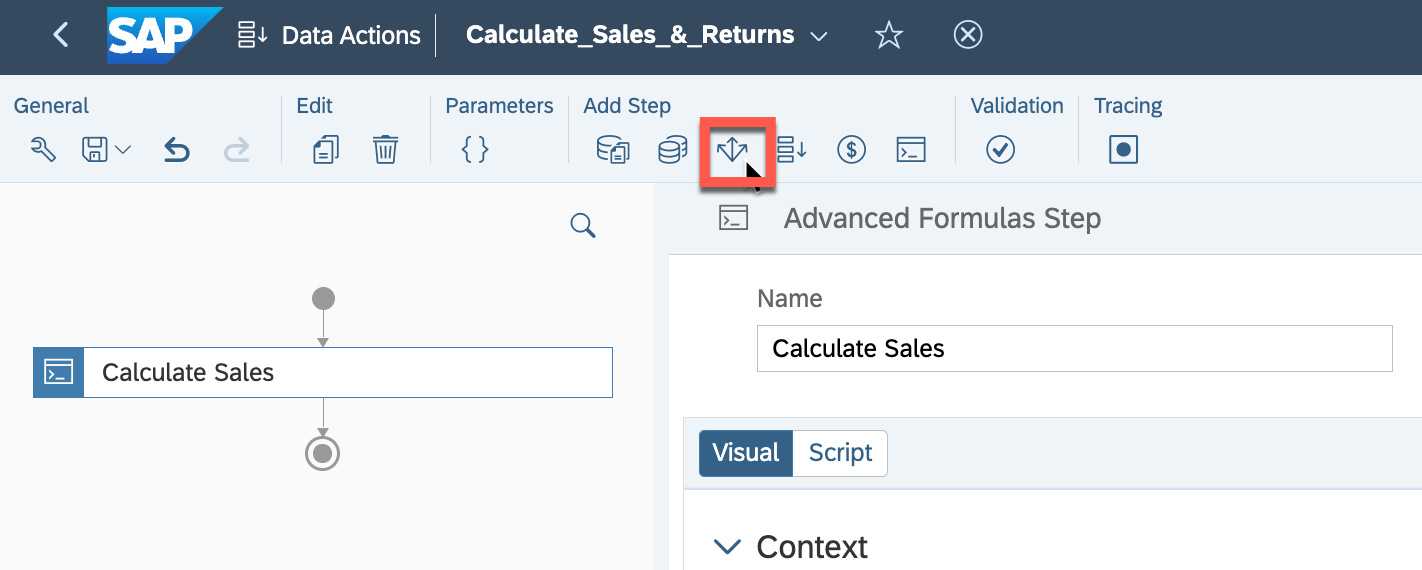 SAP Data Actions Calculate_Sales_&_Returns
General Edit Parameters Add Step Validation Tracing
Advanced Formulas Step
Name
Calculate Sales
Calculate Sales
Visual Script
Context